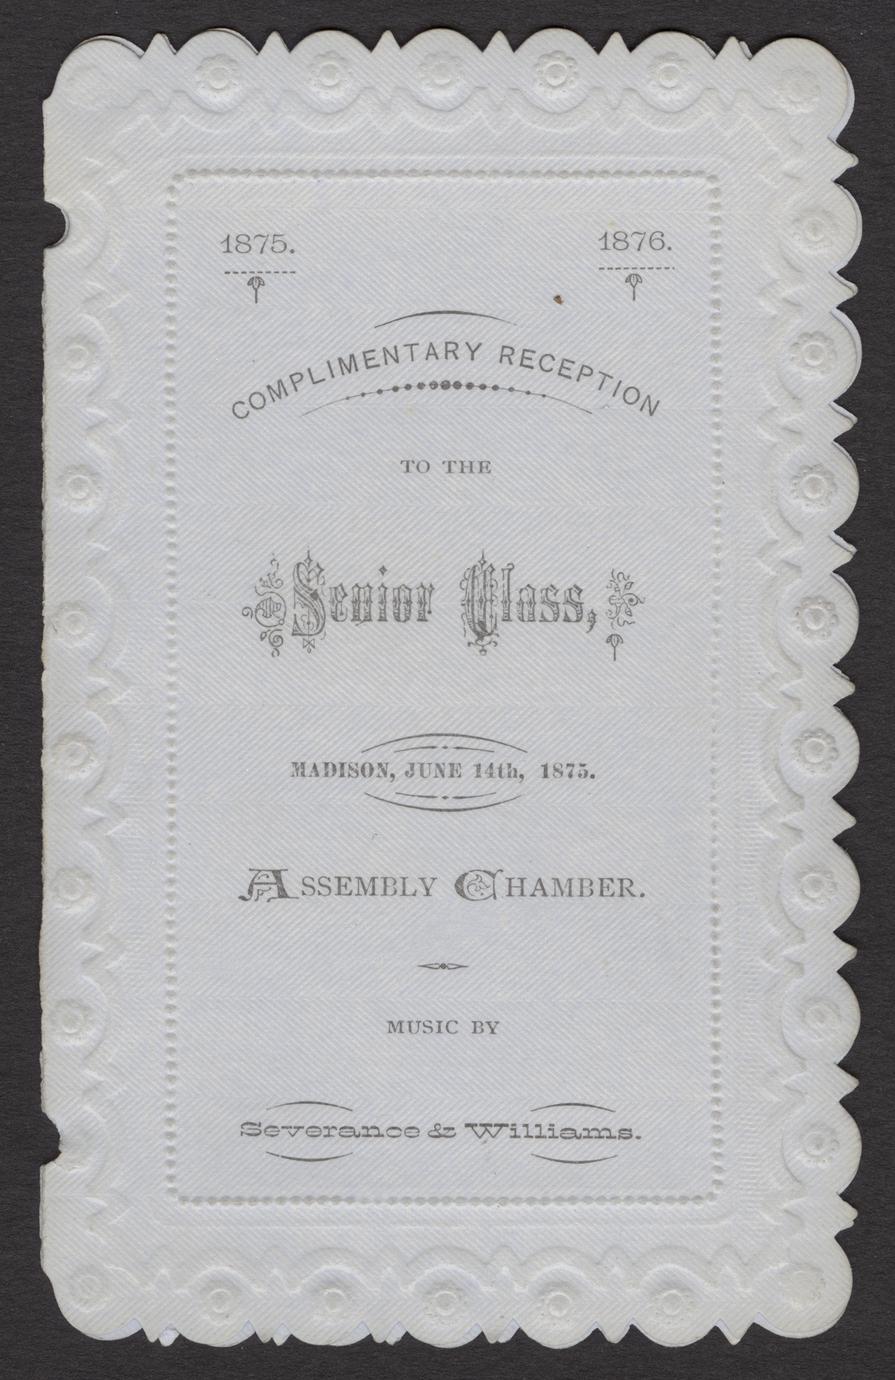 1875. 1876.
COMPLIMENTARY RECEPTION
TO THE
Senior Class,
MADISON, JUNE 14th, 1875.
ASSEMBLY CHAMBER.
MUSIC BY
Severance & Williams.